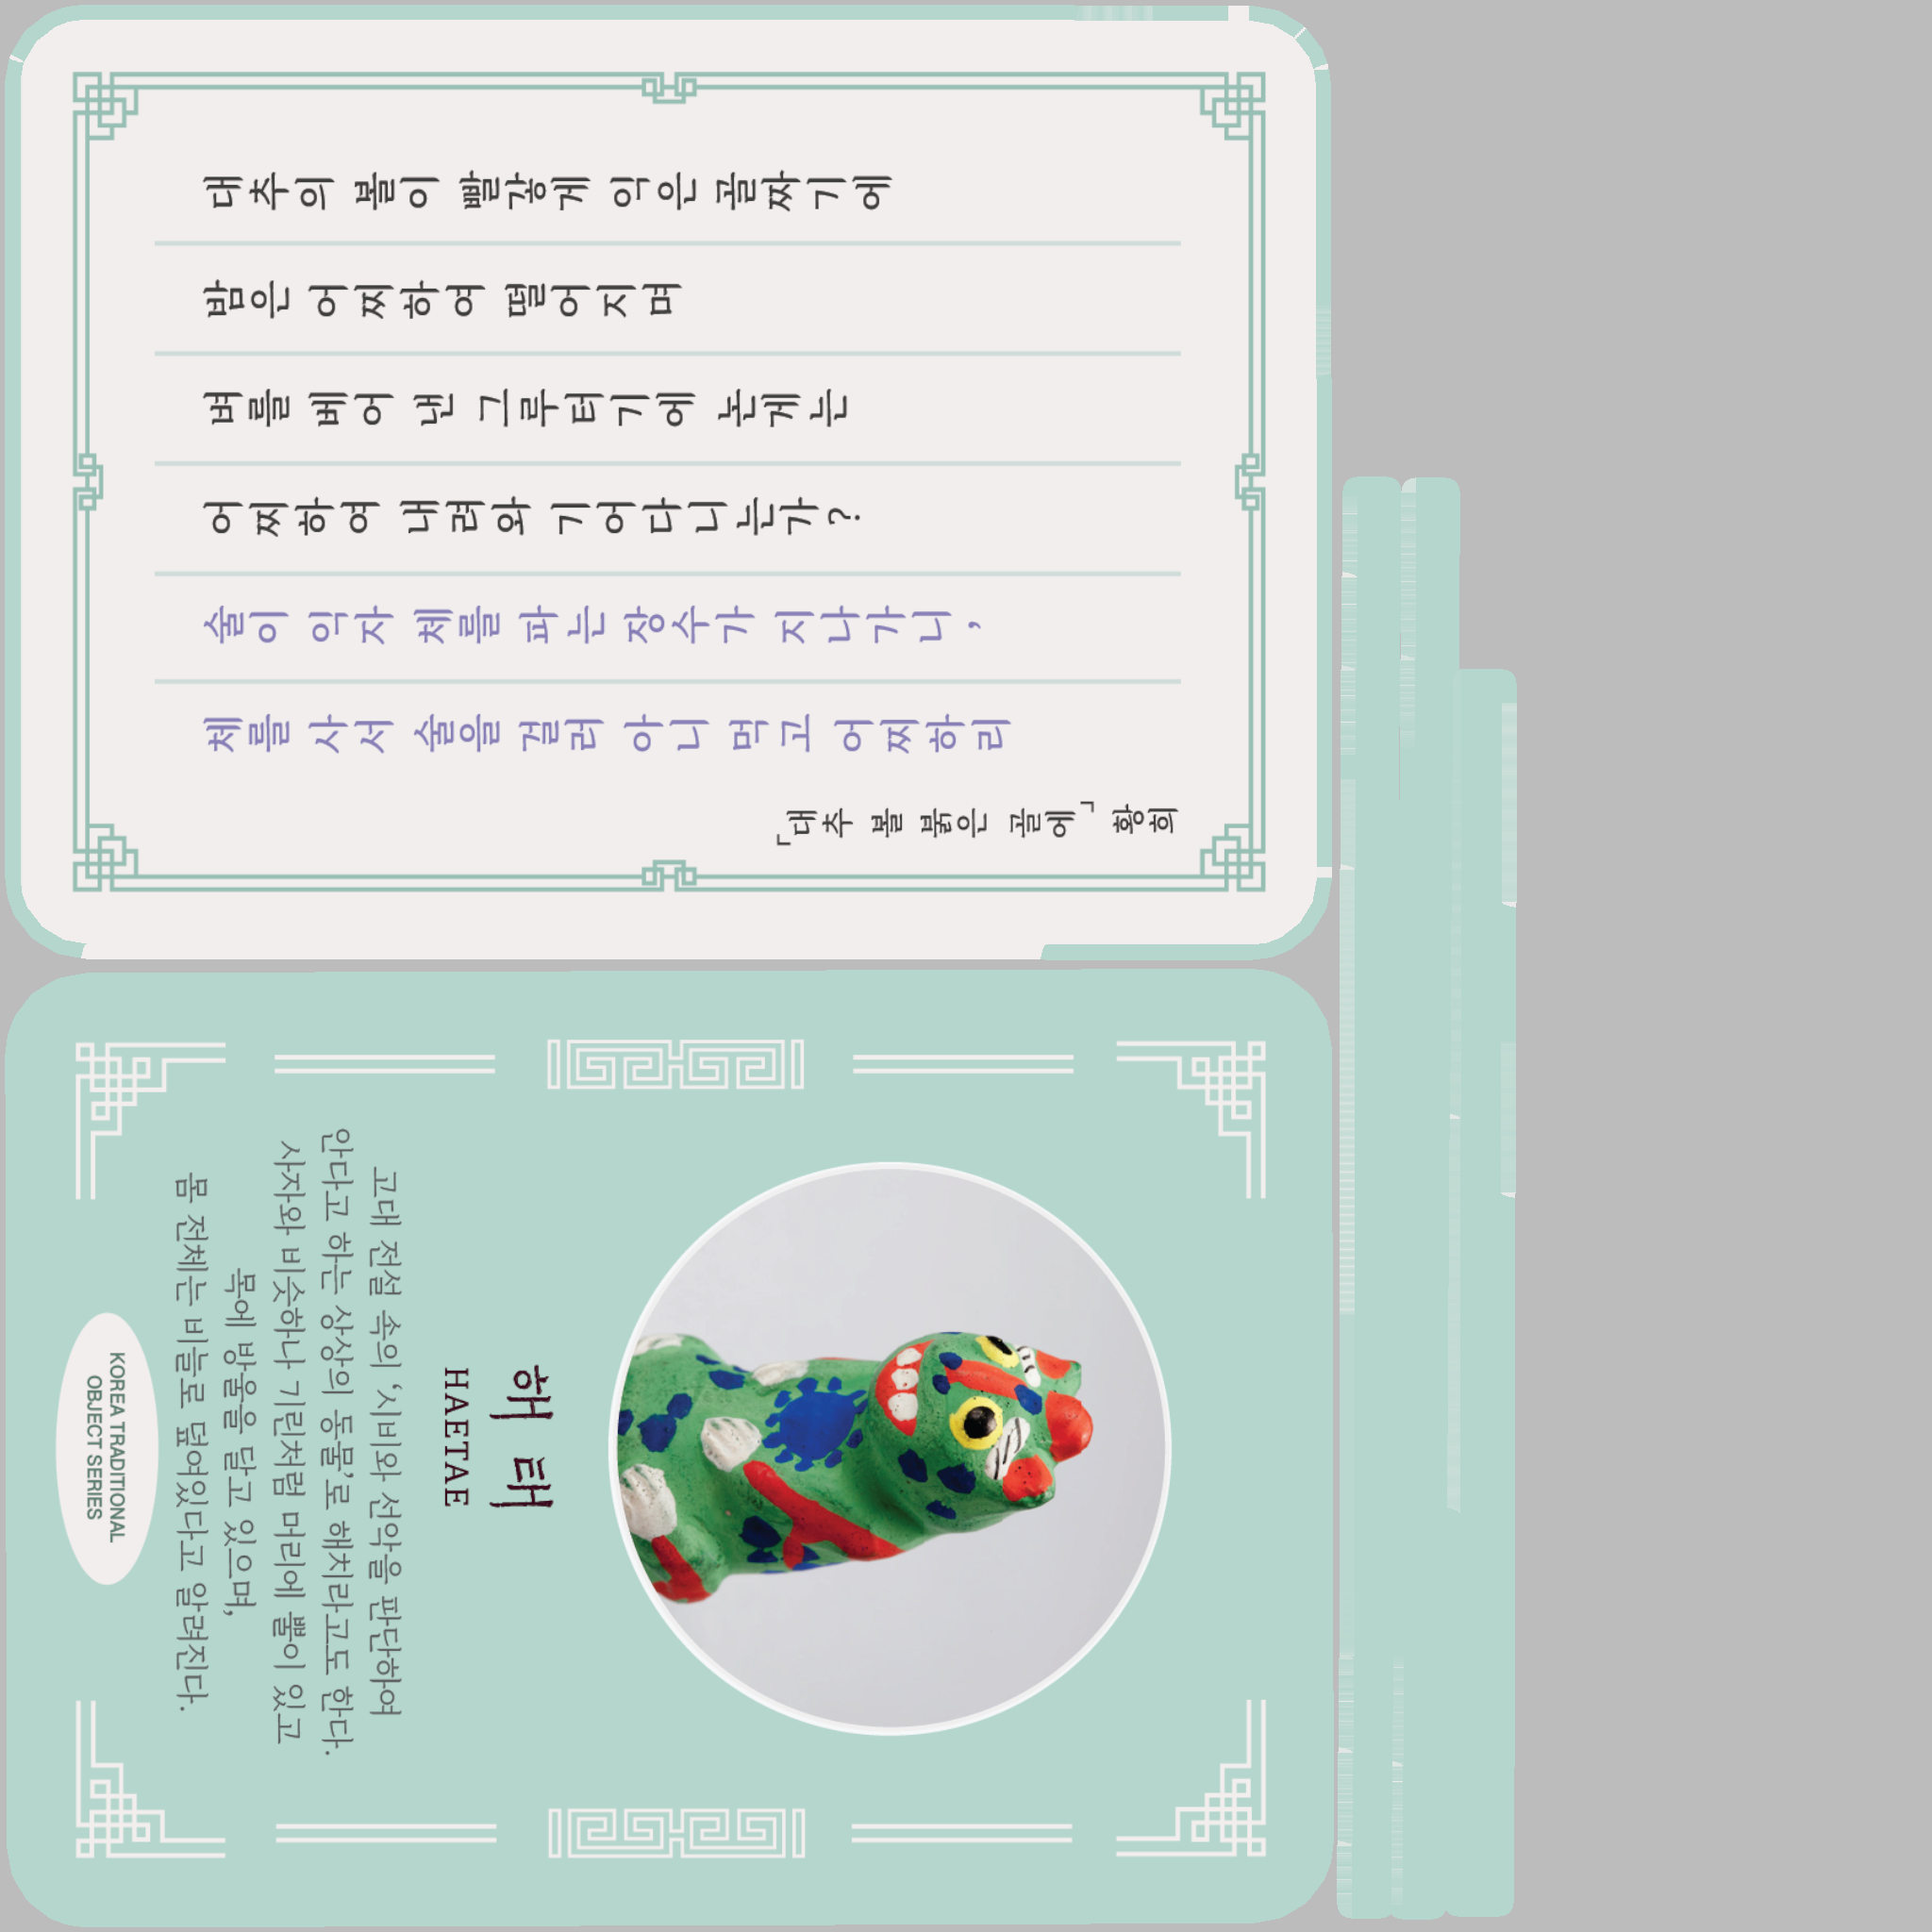 대추의 볼이 빨갛게 익은 골짜기에
밤은 어찌하여 떨어지며
벼를 베어 낸 그루터기에 논게는
어찌하여 내려와 기어다니는가?
술이 익자 체를 파는 장수가 지나가니,
체를 사서 술을 걸러 아니 먹고 어찌하리
「대추 볼 붉은 골에」 황희
해태
HAETAE
고대 전설 속의 ‘시비와 선악을 판단하여
안다고 하는 상상의 동물’로 해치라고도 한다.
사자와 비슷하나 기린처럼 머리에 뿔이 있고
목에 방울을 달고 있으며,
몸 전체는 비늘로 덮여있다고 알려진다.
KOREA TRADITIONAL
OBJECT SERIES